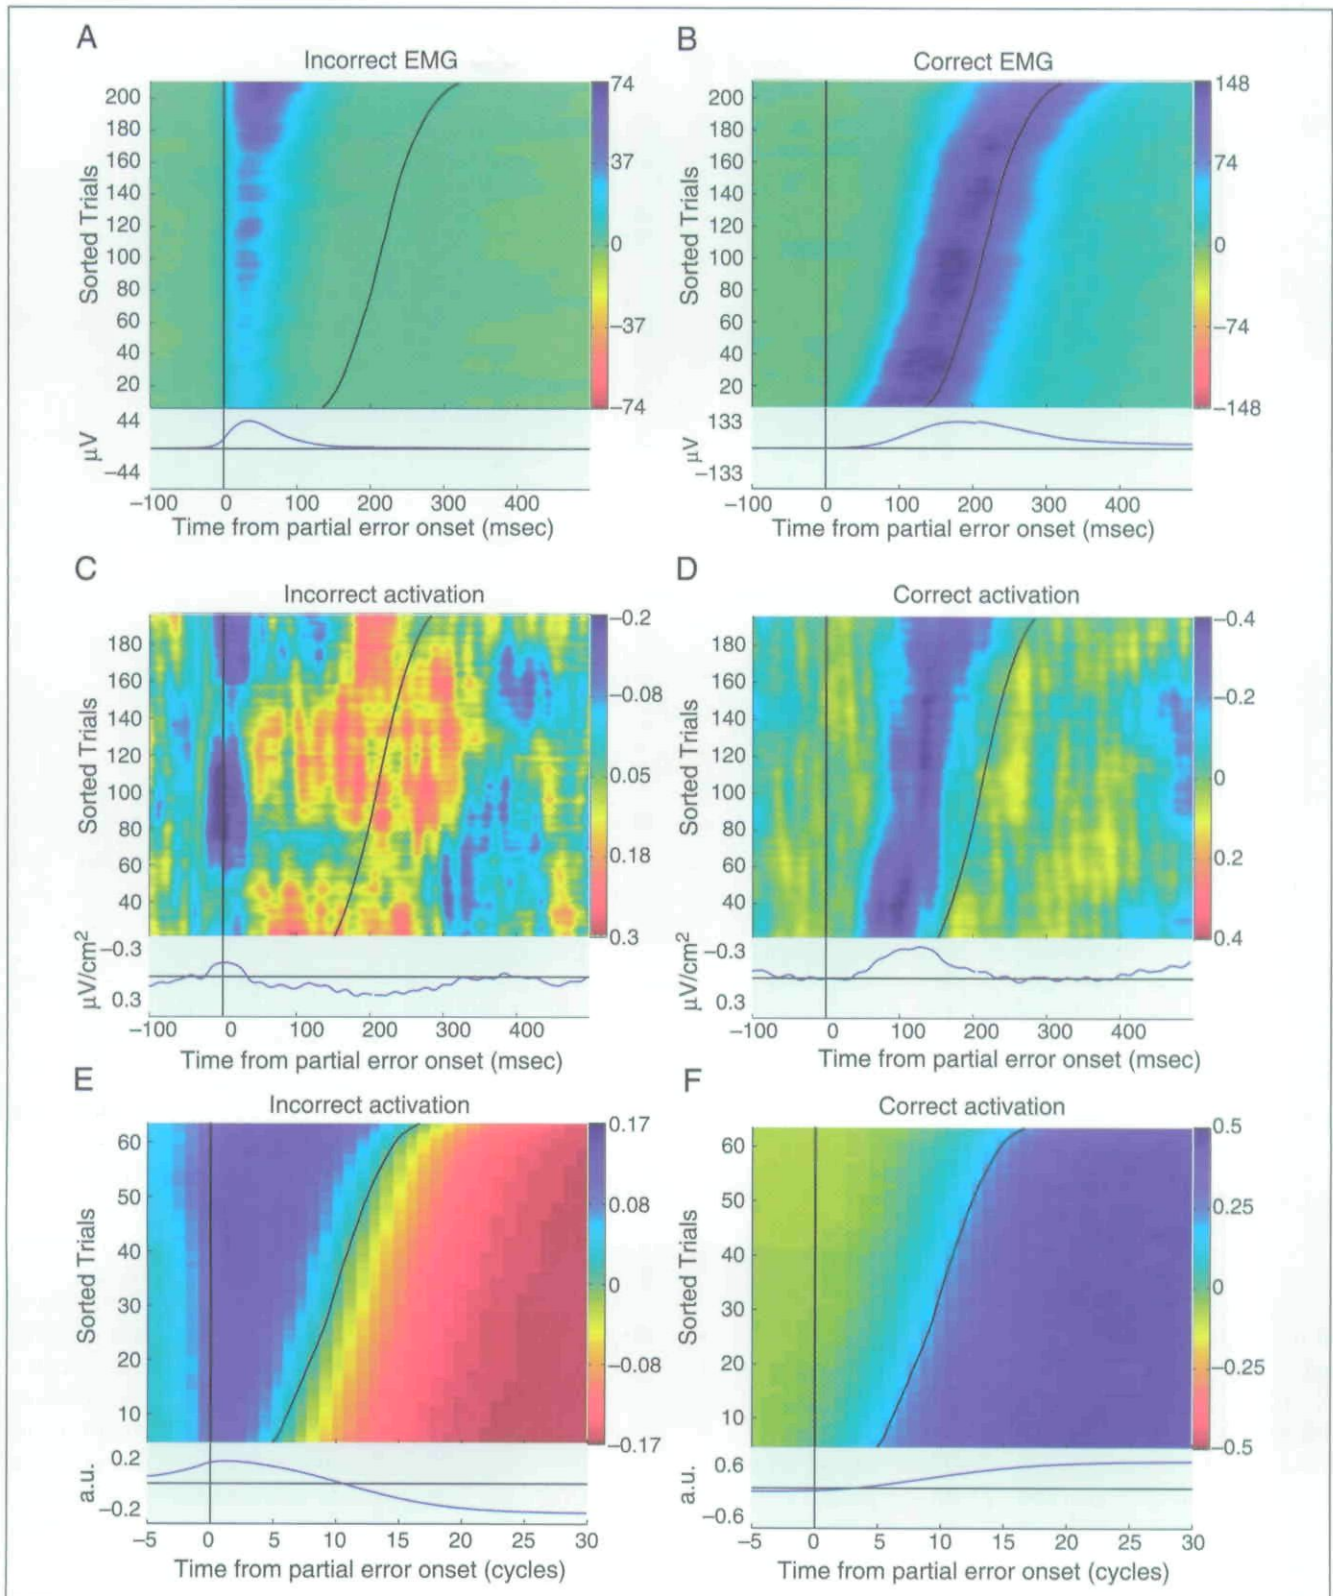 A
Incorrect EMG
Sorted Trials
200
180
160
140
120
100
80
60
40
20
74
37
0
−37
−74
μV
44
−44
−100 0 100 200 300 400
Time from partial error onset (msec)
B
Correct EMG
Sorted Trials
200
180
160
140
120
100
80
60
40
20
148
74
0
−74
−148
μV
133
−133
−100 0 100 200 300 400
Time from partial error onset (msec)
C
Incorrect activation
Sorted Trials
180
160
140
120
100
80
60
40
−0.2
−0.08
0.05
0.18
0.3
μV/cm²
−0.3
0.3
−100 0 100 200 300 400
Time from partial error onset (msec)
D
Correct activation
Sorted Trials
180
160
140
120
100
80
60
40
−0.4
−0.2
0
0.2
0.4
μV/cm²
−0.3
0.3
−100 0 100 200 300 400
Time from partial error onset (msec)
E
Incorrect activation
Sorted Trials
60
50
40
30
20
10
0.17
0.08
0
−0.08
−0.17
a.u.
0.2
−0.2
−5 0 5 10 15 20 25 30
Time from partial error onset (cycles)
F
Correct activation
Sorted Trials
60
50
40
30
20
10
0.5
0.25
0
−0.25
−0.5
a.u.
0.6
−0.6
−5 0 5 10 15 20 25 30
Time from partial error onset (cycles)